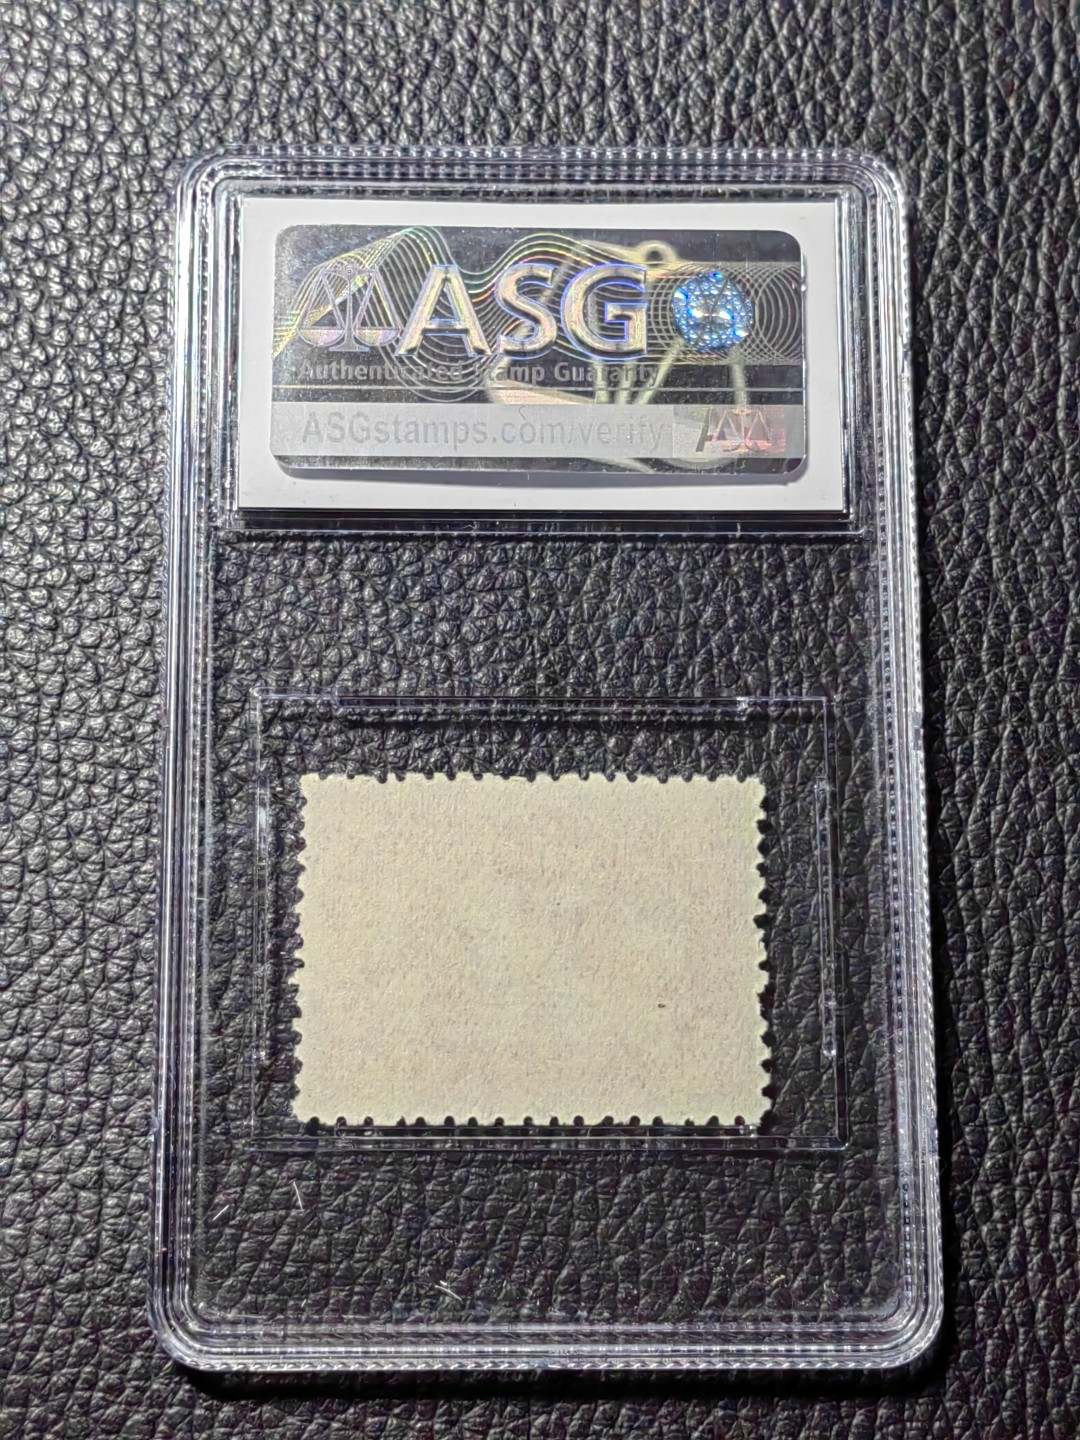 ASG
Authenticated Stamp Guaranty
ASGstamps.com/verify